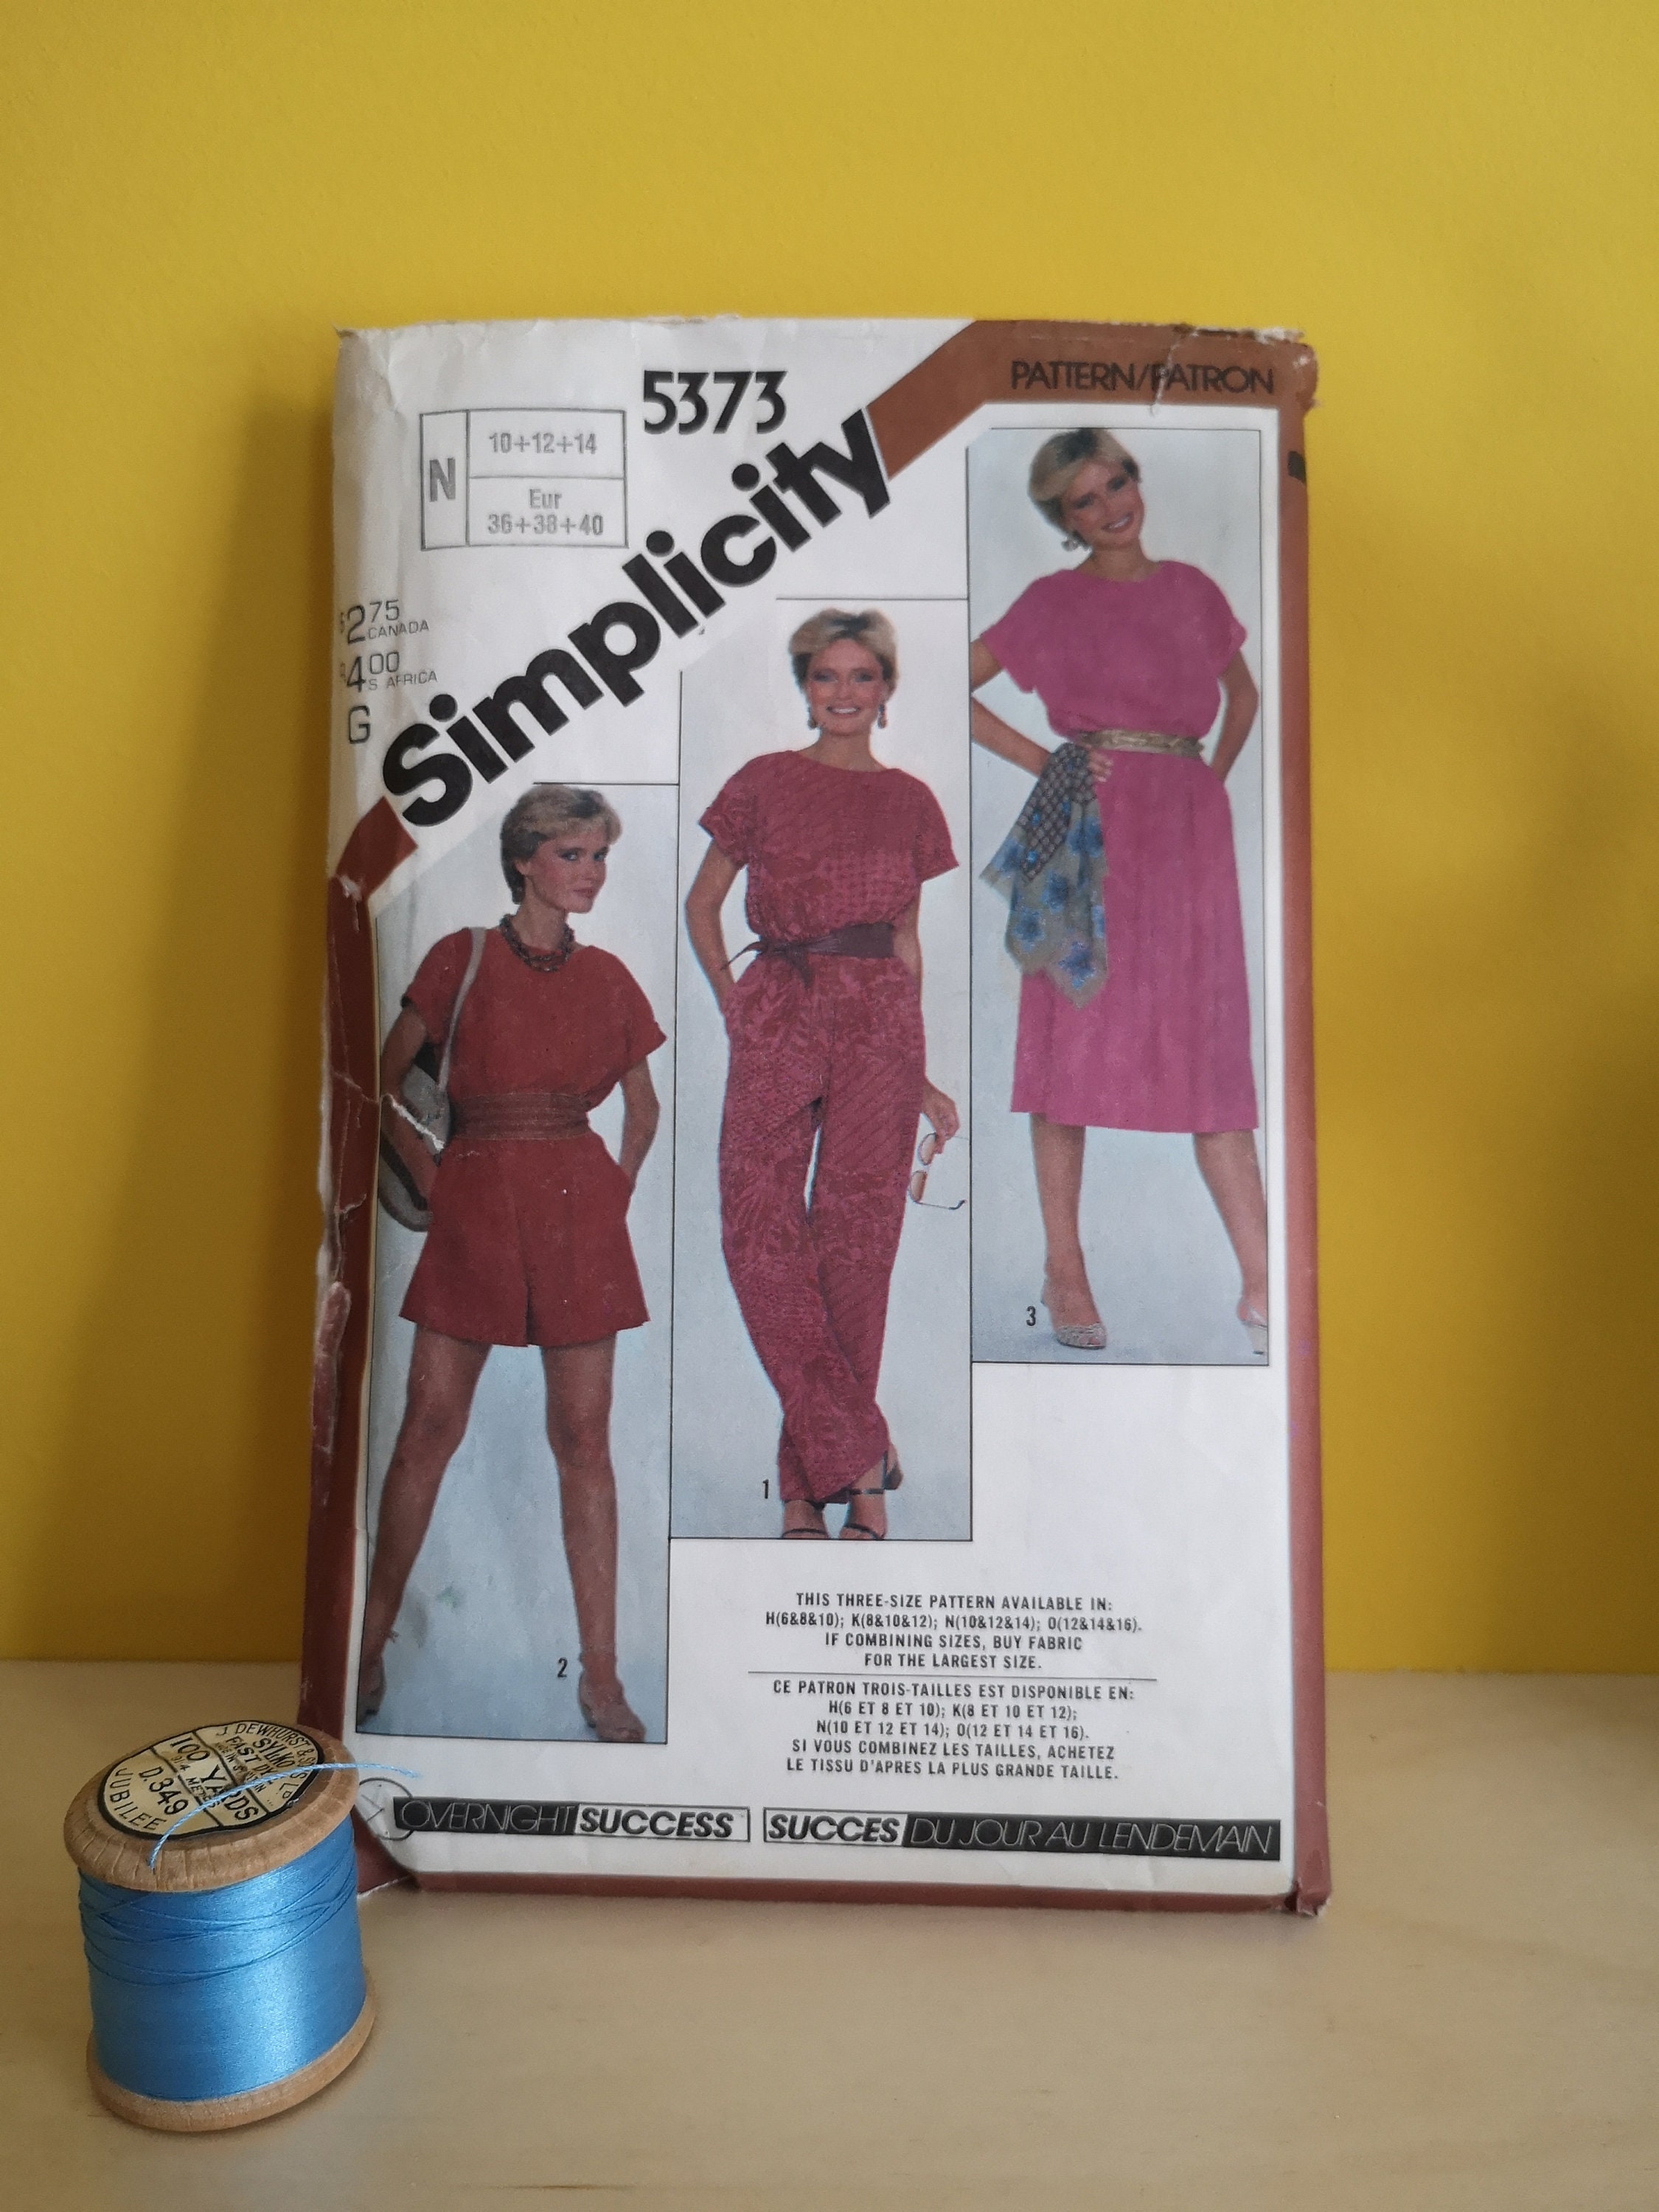 5373
PATTERN/PATRON
N
10+12+14
Eur
36+38+40
Simplicity
$2.75
CANADA
4.00
S AFRICA
G
1
2
3
THIS THREE-SIZE PATTERN AVAILABLE IN:
H(6&8&10); K(8&10&12); N(10&12&14); O(12&14&16).
IF COMBINING SIZES, BUY FABRIC
FOR THE LARGEST SIZE.
CE PATRON TROIS-TAILLES EST DISPONIBLE EN:
H(6 ET 8 ET 10); K(8 ET 10 ET 12);
N(10 ET 12 ET 14); O(12 ET 14 ET 16).
SI VOUS COMBINEZ LES TAILLES, ACHETEZ
LE TISSU D'APRES LA PLUS GRANDE TAILLE.
OVERNIGHT SUCCESS SUCCES DU JOUR AU LENDEMAIN
J. DEWHURST &
SYLKO
FAST
100 YARDS
D.349
JUBILEE